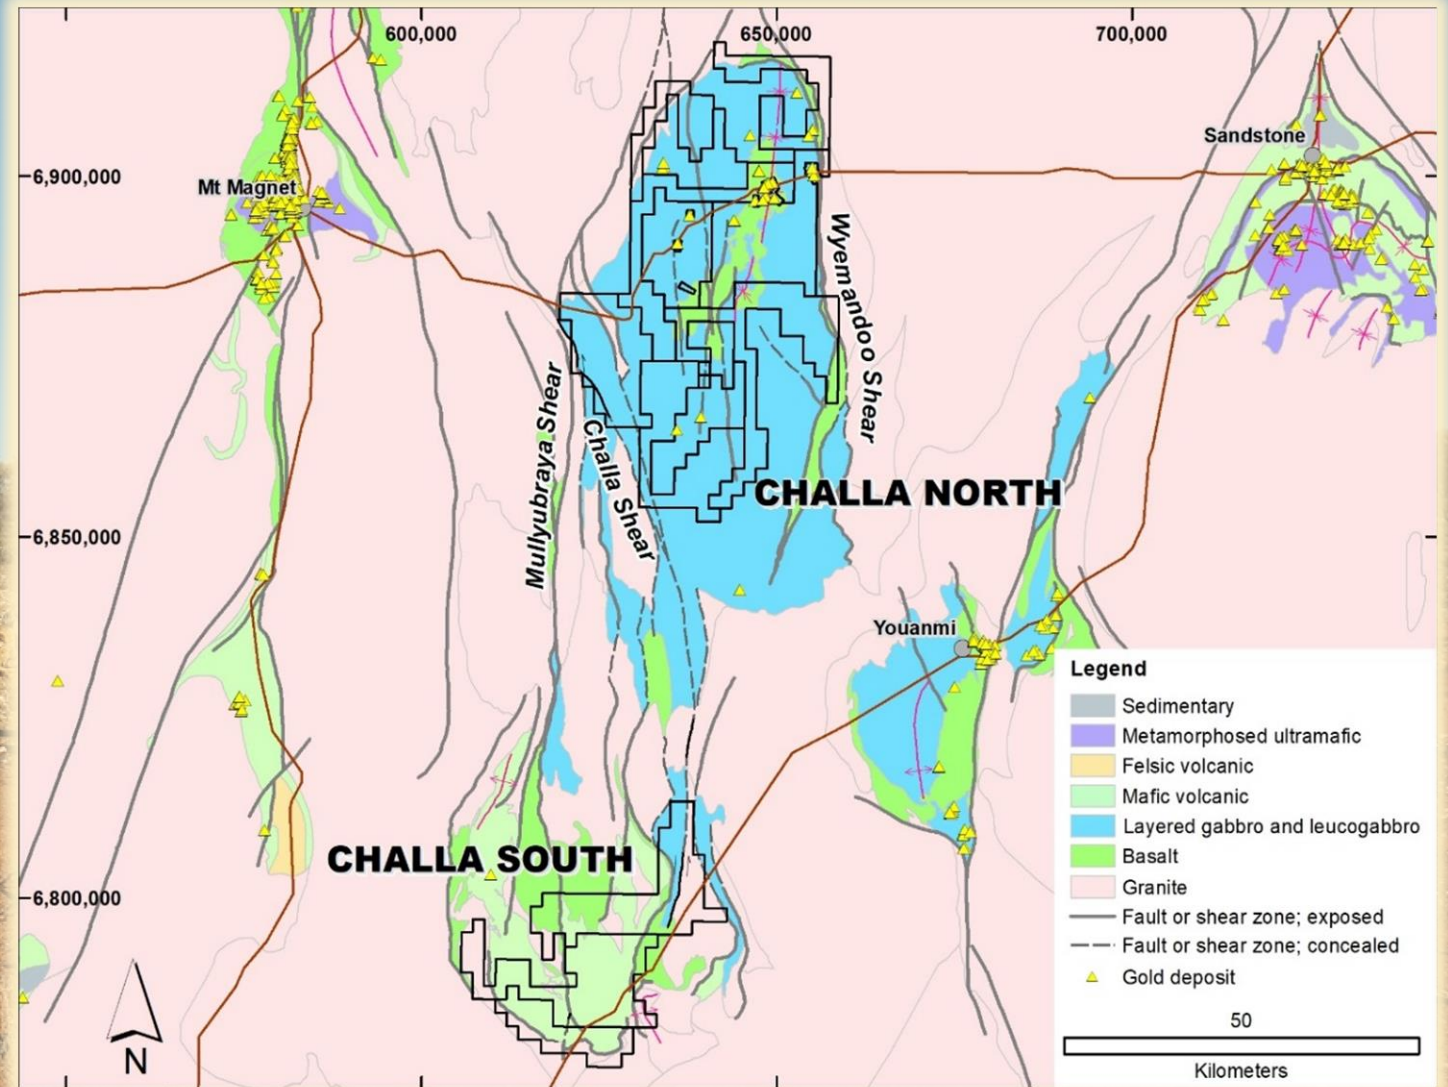 600,000
650,000
700,000
Sandstone
6,900,000
Mt Magnet
Wyemandoo Shear
Mullyubraya Shear
Challa Shear
CHALLA NORTH
6,850,000
Youanmi
Legend
Sedimentary
Metamorphosed ultramafic
Felsic volcanic
Mafic volcanic
Layered gabbro and leucogabbro
CHALLA SOUTH
Basalt
Granite
6,800,000
Fault or shear zone; exposed
Fault or shear zone; concealed
Gold deposit
50
Kilometers
N